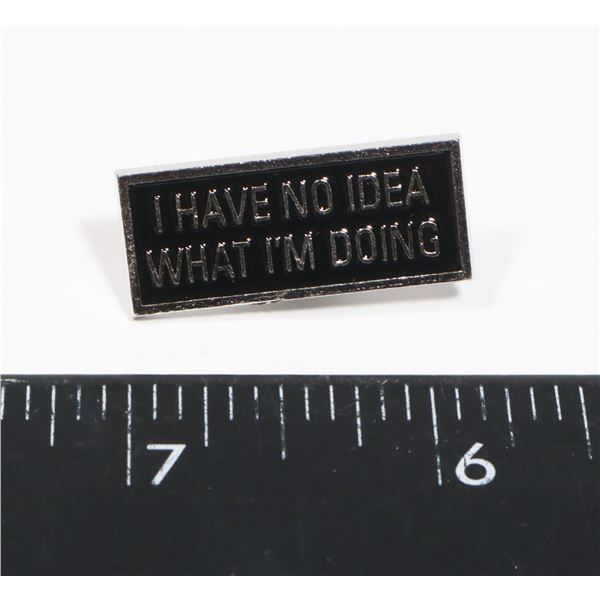 I HAVE NO IDEA
WHAT I'M DOING
7 6